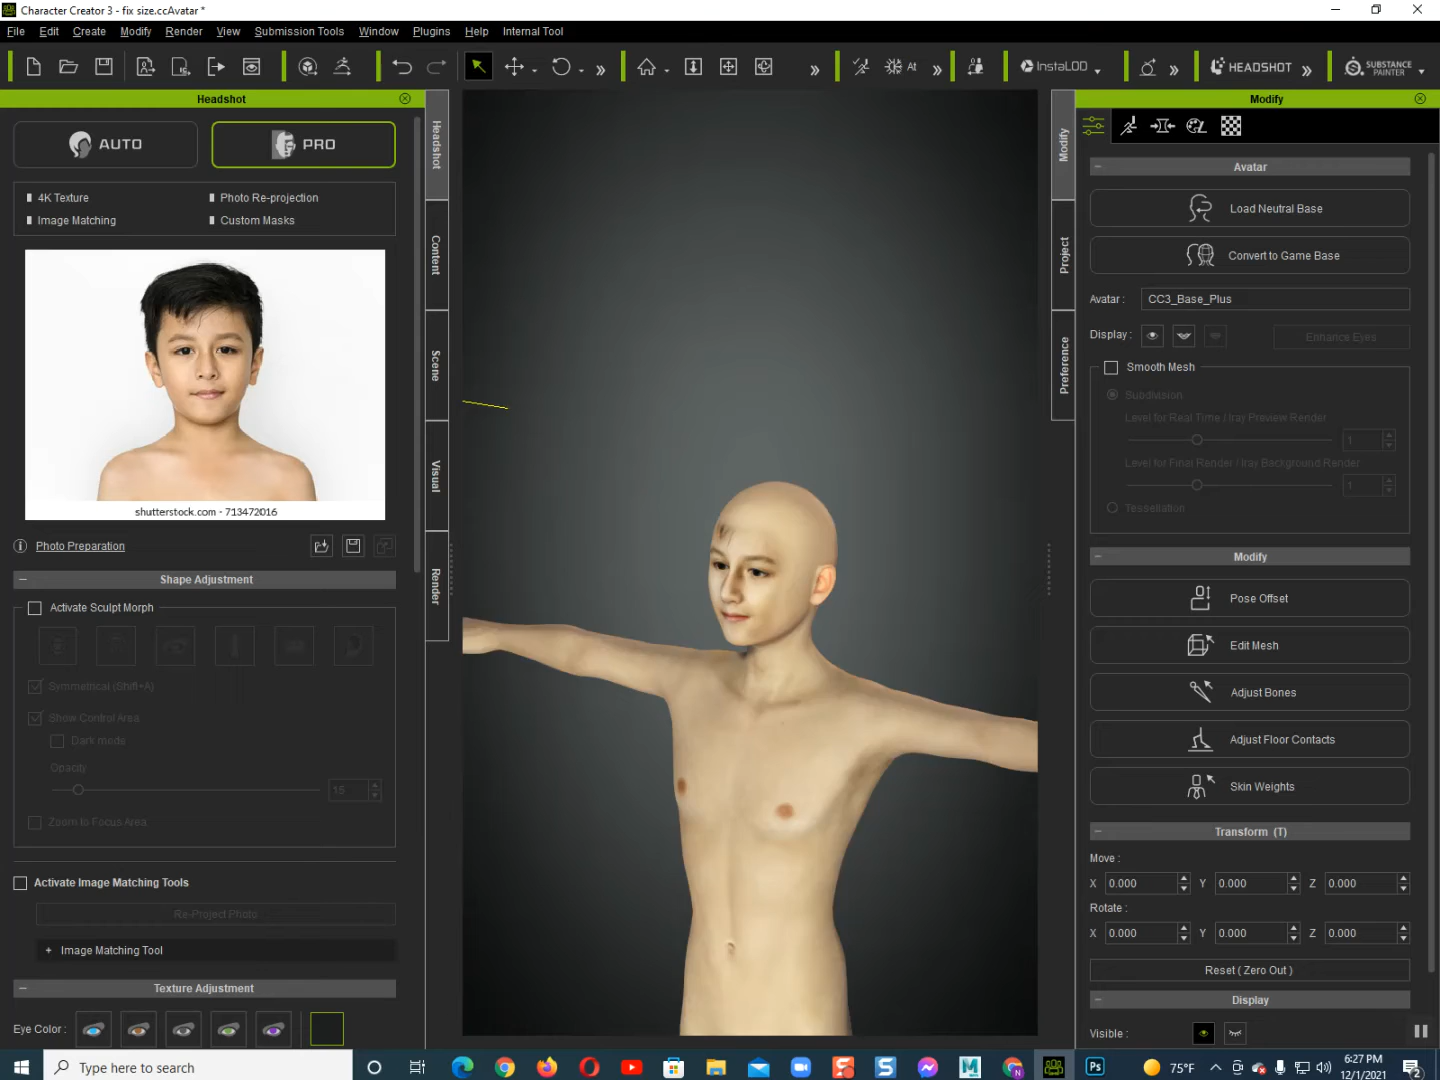 Character Creator 3 - fix size.ccAvatar *
File Edit Create Modify Render View Submission Tools Window Plugins Help Internal Tool
At InstaLOD HEADSHOT SUBSTANCE PAINTER
Headshot
AUTO PRO
4K Texture Photo Re-projection
Image Matching Custom Masks
shutterstock.com - 713472016
Photo Preparation
Shape Adjustment
Activate Sculpt Morph
Symmetrical (Shift+A)
Show Control Area
Dark mode
Opacity
15
Zoom to Focus Area
Activate Image Matching Tools
Re-Project Photo
+ Image Matching Tool
Texture Adjustment
Eye Color :
Headshot
Content
Scene
Visual
Render
Modify
Project
Preference
Modify
Avatar
Load Neutral Base
Convert to Game Base
Avatar : CC3_Base_Plus
Display : Enhance Eyes
Smooth Mesh
Subdivision
Level for Real Time / Iray Preview Render
1
Level for Final Render / Iray Background Render
1
Tessellation
Modify
Pose Offset
Edit Mesh
Adjust Bones
Adjust Floor Contacts
Skin Weights
Transform (T)
Move :
X 0.000 Y 0.000 Z 0.000
Rotate :
X 0.000 Y 0.000 Z 0.000
Reset ( Zero Out )
Display
Visible :
Type here to search
Ps
75°F
6:27 PM
12/1/2021
2